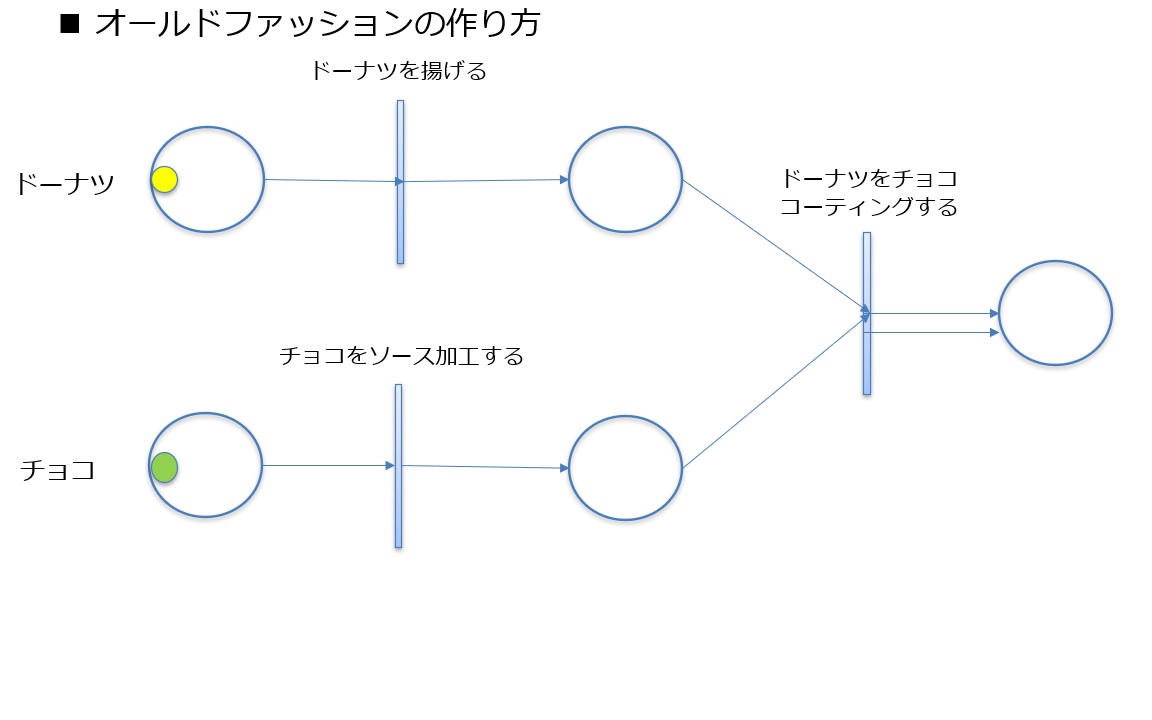 ■ オールドファッションの作り方
ドーナツを揚げる
ドーナツ
ドーナツをチョコ
コーティングする
チョコをソース加工する
チョコ